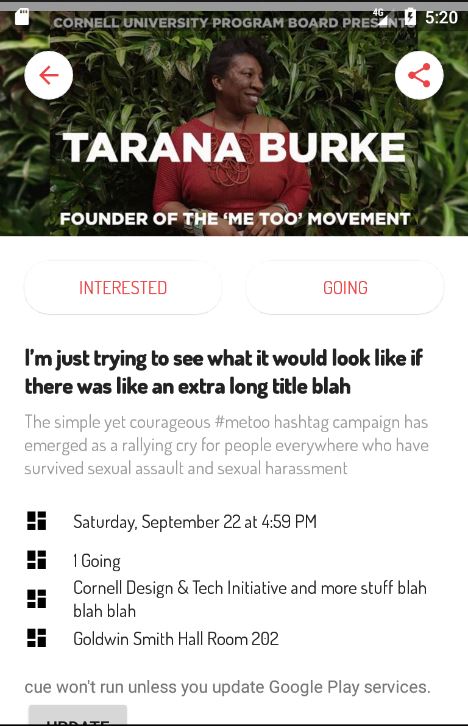 CORNELL UNIVERSITY PROGRAM BOARD PRESENTS
4G 5:20
TARANA BURKE
FOUNDER OF THE 'ME TOO' MOVEMENT
INTERESTED GOING
I'm just trying to see what it would look like if
there was like an extra long title blah
The simple yet courageous #metoo hashtag campaign has
emerged as a rallying cry for people everywhere who have
survived sexual assault and sexual harassment
Saturday, September 22 at 4:59 PM
1 Going
Cornell Design & Tech Initiative and more stuff blah
blah blah
Goldwin Smith Hall Room 202
cue won't run unless you update Google Play services.
UPDATE